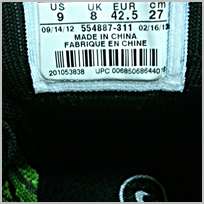 US UK EUR cm
9 8 42.5 27
09/14/12 554887-311 02/16/13
MADE IN CHINA
FABRIQUE EN CHINE
201053838 UPC 00685068644016